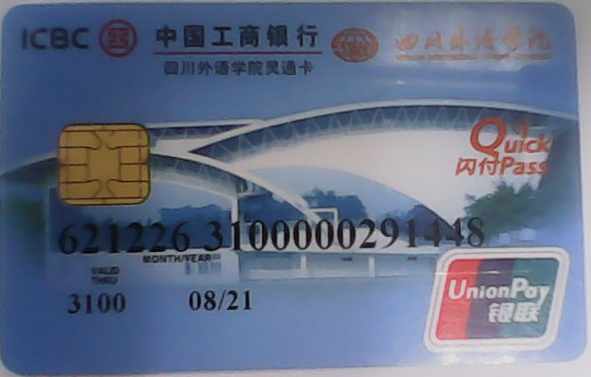 ICBC 中国工商银行 四川外语学院
四川外语学院灵通卡
Quick
闪付Pass
621226 3100000291448
MONTH/YEAR
VALID
THRU
3100 08/21
UnionPay
银联